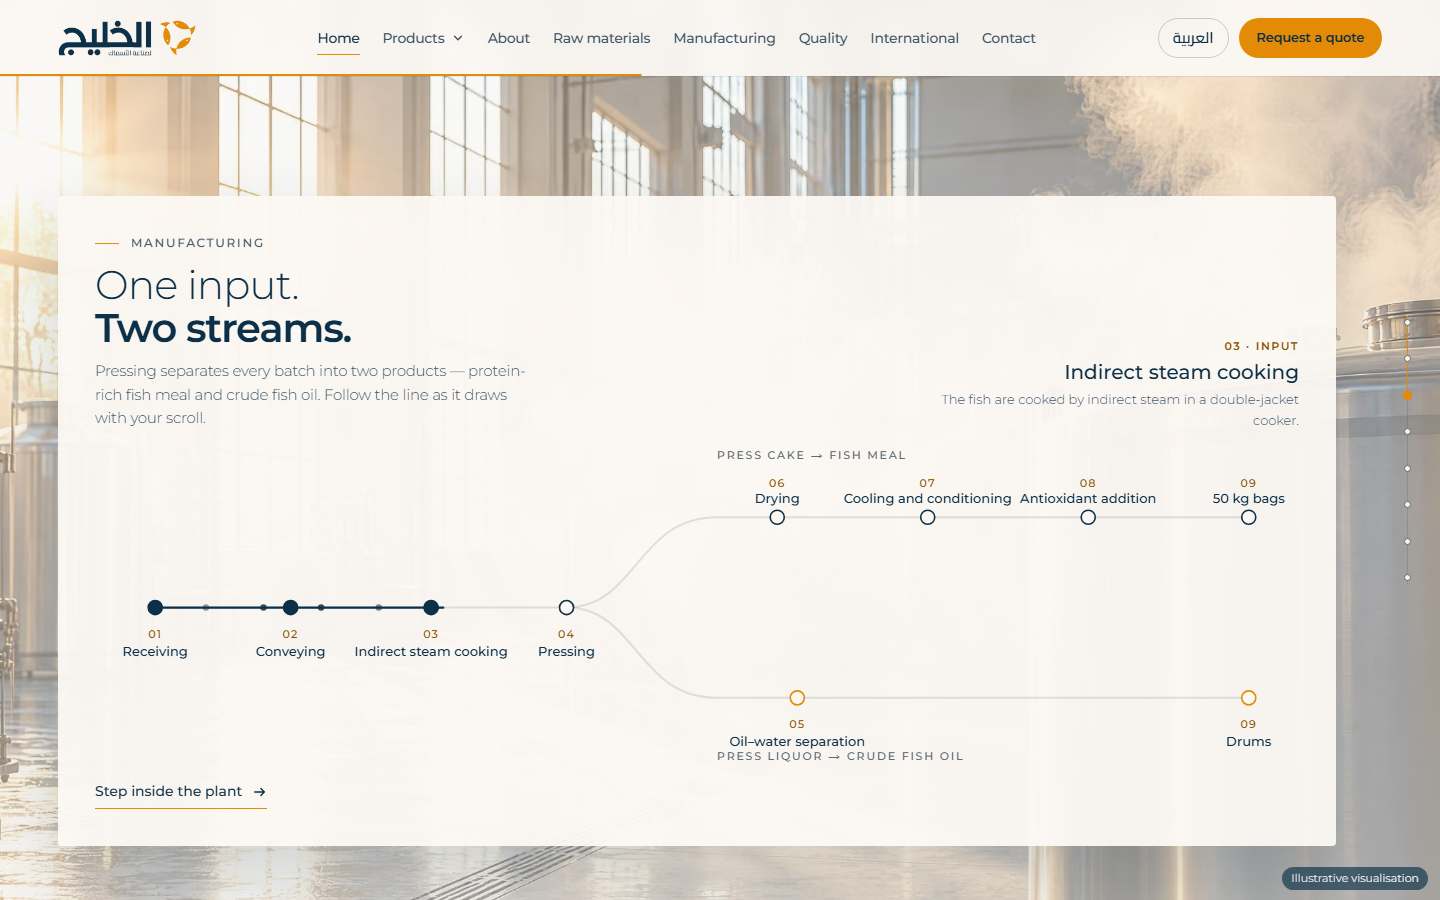 الخليج
لصناعة الأسماك
Home
Products
About
Raw materials
Manufacturing
Quality
International
Contact
العربية
Request a quote
MANUFACTURING
One input.
Two streams.
Pressing separates every batch into two products — protein-
rich fish meal and crude fish oil. Follow the line as it draws
with your scroll.
03 · INPUT
Indirect steam cooking
The fish are cooked by indirect steam in a double-jacket
cooker.
PRESS CAKE → FISH MEAL
06
Drying
07
Cooling and conditioning
08
Antioxidant addition
09
50 kg bags
01
Receiving
02
Conveying
03
Indirect steam cooking
04
Pressing
05
Oil–water separation
09
Drums
PRESS LIQUOR → CRUDE FISH OIL
Step inside the plant →
Illustrative visualisation